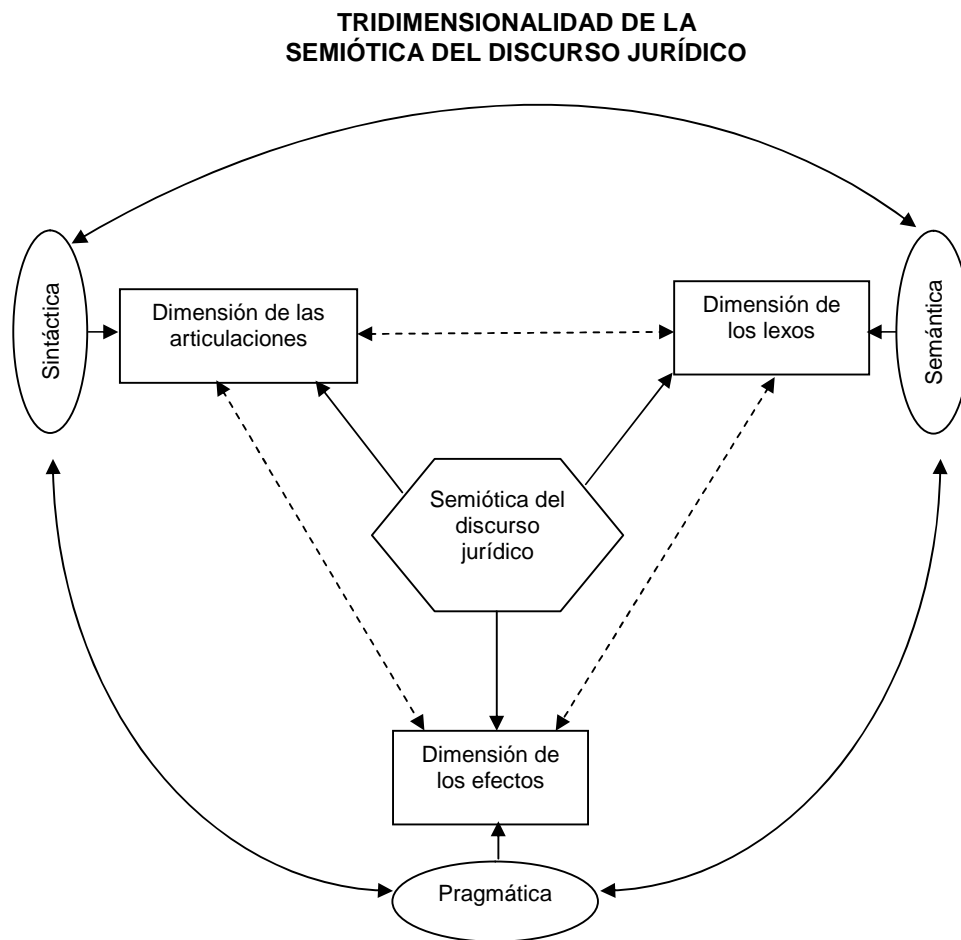 TRIDIMENSIONALIDAD DE LA
SEMIÓTICA DEL DISCURSO JURÍDICO
Sintáctica
Dimensión de las
articulaciones
Dimensión de
los lexos
Semántica
Semiótica del
discurso
jurídico
Dimensión de
los efectos
Pragmática